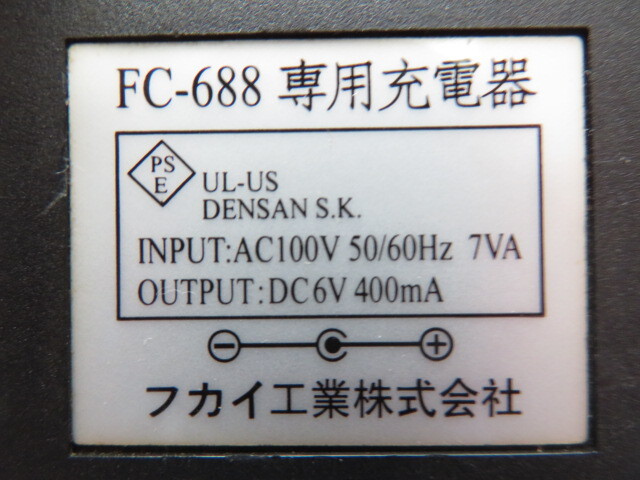 FC-688 専用充電器
PS
E
UL-US
DENSAN S.K.
INPUT:AC100V 50/60Hz 7VA
OUTPUT:DC6V 400mA
フカイ工業株式会社